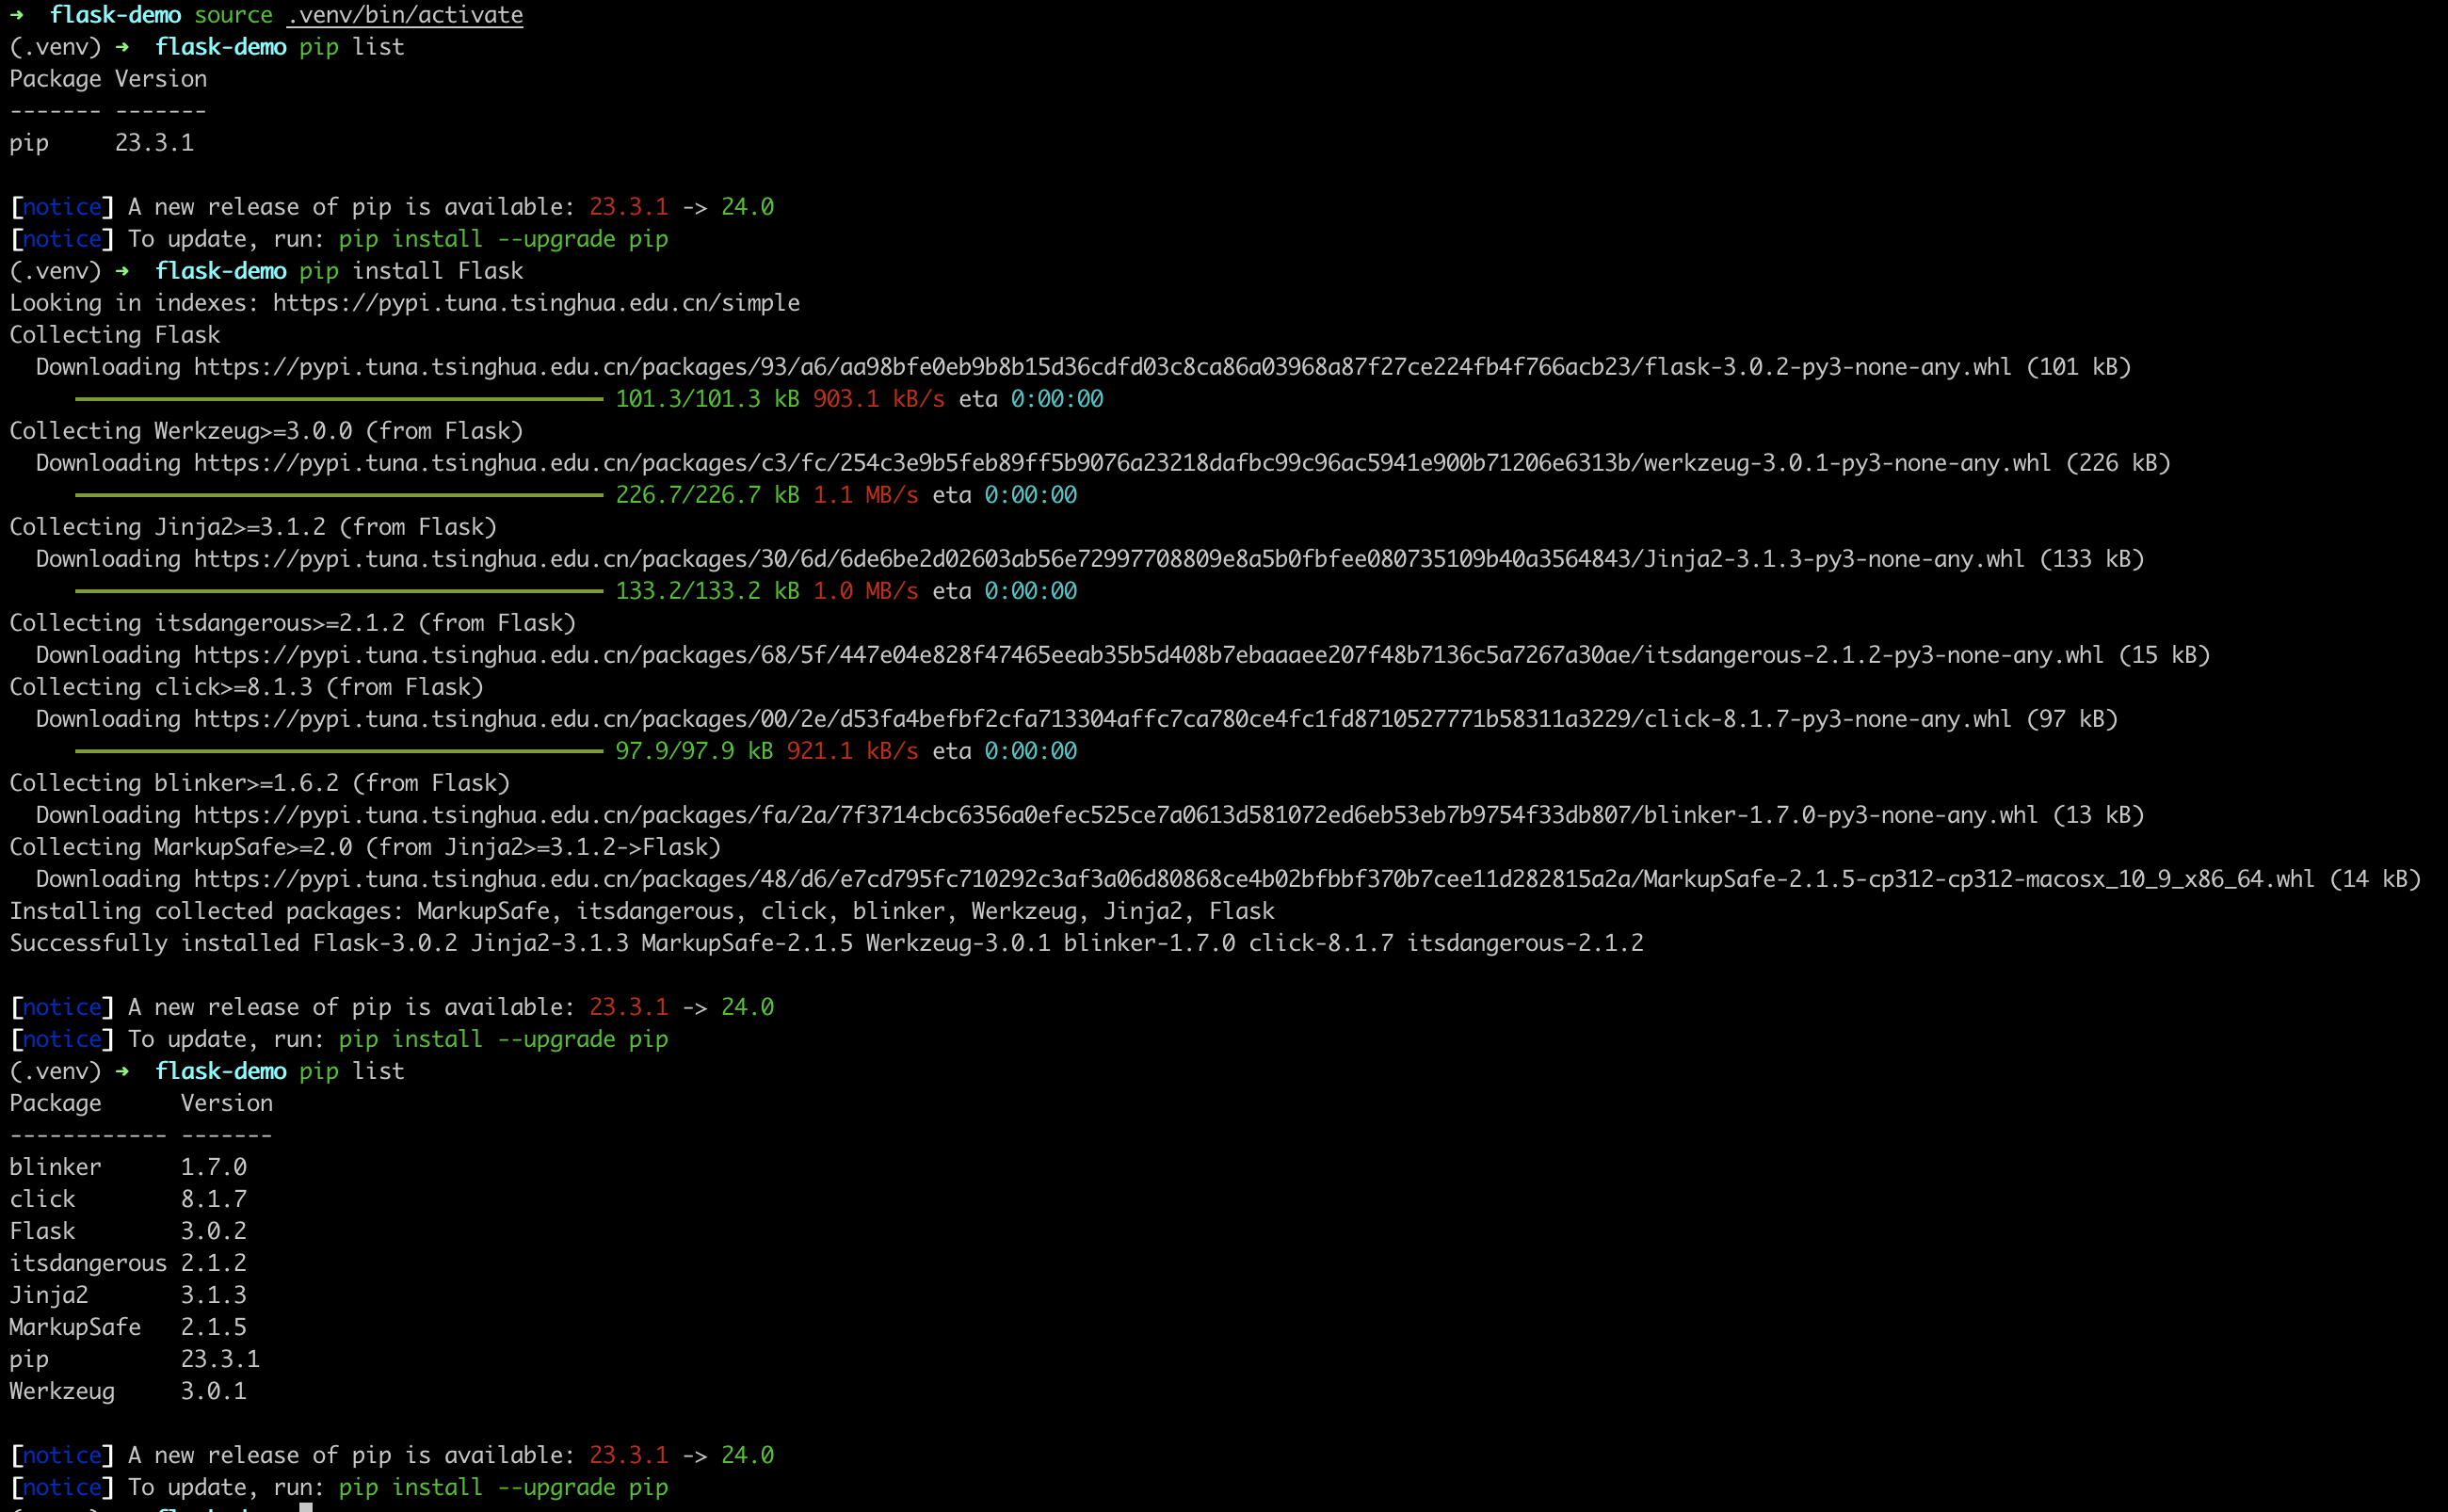 ➜  flask-demo source .venv/bin/activate
(.venv) ➜  flask-demo pip list
Package Version
------- -------
pip     23.3.1

[notice] A new release of pip is available: 23.3.1 -> 24.0
[notice] To update, run: pip install --upgrade pip
(.venv) ➜  flask-demo pip install Flask
Looking in indexes: https://pypi.tuna.tsinghua.edu.cn/simple
Collecting Flask
  Downloading https://pypi.tuna.tsinghua.edu.cn/packages/93/a6/aa98bfe0eb9b8b15d36cdfd03c8ca86a03968a87f27ce224fb4f766acb23/flask-3.0.2-py3-none-any.whl (101 kB)
     ━━━━━━━━━━━━━━━━━━━━━━━━━━━━━━━━━━━━━━━━ 101.3/101.3 kB 903.1 kB/s eta 0:00:00
Collecting Werkzeug>=3.0.0 (from Flask)
  Downloading https://pypi.tuna.tsinghua.edu.cn/packages/c3/fc/254c3e9b5feb89ff5b9076a23218dafbc99c96ac5941e900b71206e6313b/werkzeug-3.0.1-py3-none-any.whl (226 kB)
     ━━━━━━━━━━━━━━━━━━━━━━━━━━━━━━━━━━━━━━━━ 226.7/226.7 kB 1.1 MB/s eta 0:00:00
Collecting Jinja2>=3.1.2 (from Flask)
  Downloading https://pypi.tuna.tsinghua.edu.cn/packages/30/6d/6de6be2d02603ab56e72997708809e8a5b0fbfee080735109b40a3564843/Jinja2-3.1.3-py3-none-any.whl (133 kB)
     ━━━━━━━━━━━━━━━━━━━━━━━━━━━━━━━━━━━━━━━━ 133.2/133.2 kB 1.0 MB/s eta 0:00:00
Collecting itsdangerous>=2.1.2 (from Flask)
  Downloading https://pypi.tuna.tsinghua.edu.cn/packages/68/5f/447e04e828f47465eeab35b5d408b7ebaaaee207f48b7136c5a7267a30ae/itsdangerous-2.1.2-py3-none-any.whl (15 kB)
Collecting click>=8.1.3 (from Flask)
  Downloading https://pypi.tuna.tsinghua.edu.cn/packages/00/2e/d53fa4befbf2cfa713304affc7ca780ce4fc1fd8710527771b58311a3229/click-8.1.7-py3-none-any.whl (97 kB)
     ━━━━━━━━━━━━━━━━━━━━━━━━━━━━━━━━━━━━━━━━ 97.9/97.9 kB 921.1 kB/s eta 0:00:00
Collecting blinker>=1.6.2 (from Flask)
  Downloading https://pypi.tuna.tsinghua.edu.cn/packages/fa/2a/7f3714cbc6356a0efec525ce7a0613d581072ed6eb53eb7b9754f33db807/blinker-1.7.0-py3-none-any.whl (13 kB)
Collecting MarkupSafe>=2.0 (from Jinja2>=3.1.2->Flask)
  Downloading https://pypi.tuna.tsinghua.edu.cn/packages/48/d6/e7cd795fc710292c3af3a06d80868ce4b02bfbbf370b7cee11d282815a2a/MarkupSafe-2.1.5-cp312-cp312-macosx_10_9_x86_64.whl (14 kB)
Installing collected packages: MarkupSafe, itsdangerous, click, blinker, Werkzeug, Jinja2, Flask
Successfully installed Flask-3.0.2 Jinja2-3.1.3 MarkupSafe-2.1.5 Werkzeug-3.0.1 blinker-1.7.0 click-8.1.7 itsdangerous-2.1.2

[notice] A new release of pip is available: 23.3.1 -> 24.0
[notice] To update, run: pip install --upgrade pip
(.venv) ➜  flask-demo pip list
Package      Version
------------ -------
blinker      1.7.0
click        8.1.7
Flask        3.0.2
itsdangerous 2.1.2
Jinja2       3.1.3
MarkupSafe   2.1.5
pip          23.3.1
Werkzeug     3.0.1

[notice] A new release of pip is available: 23.3.1 -> 24.0
[notice] To update, run: pip install --upgrade pip